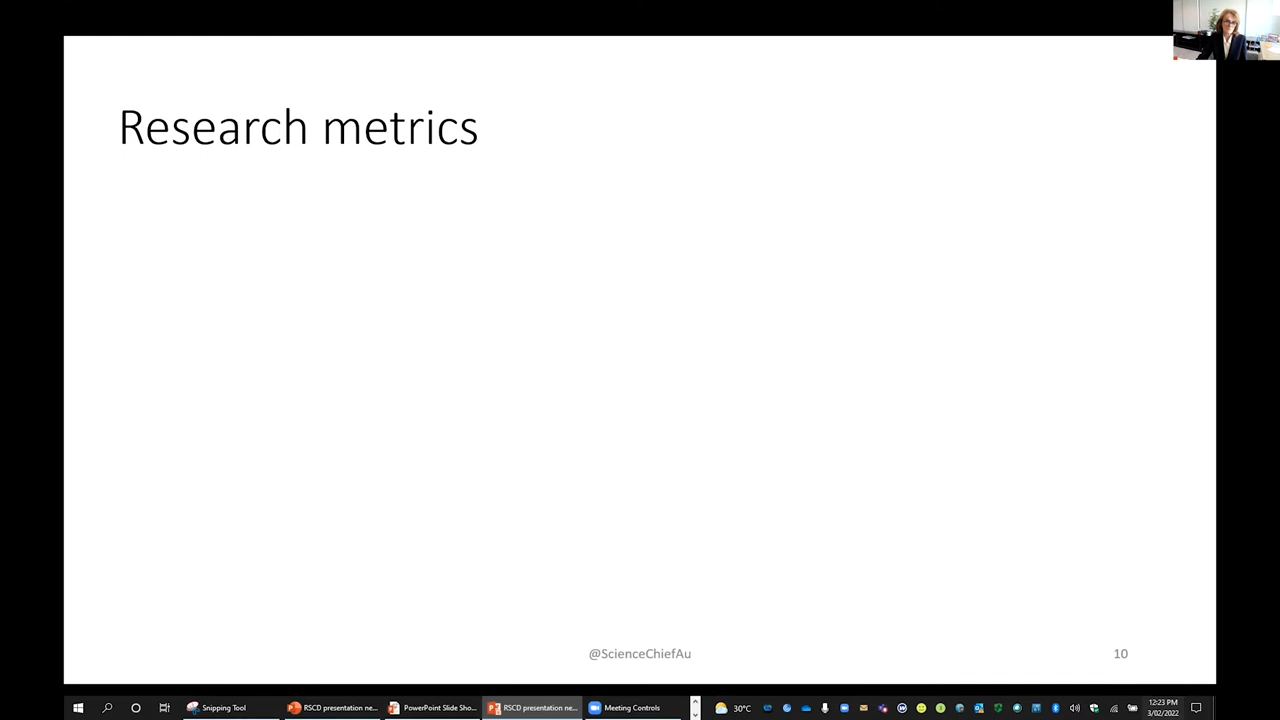 Research metrics
@ScienceChiefAu
10
Snipping Tool
RSCD presentation ne...
PowerPoint Slide Sho...
RSCD presentation ne...
Meeting Controls
30°C
12:23 PM
3/02/2022